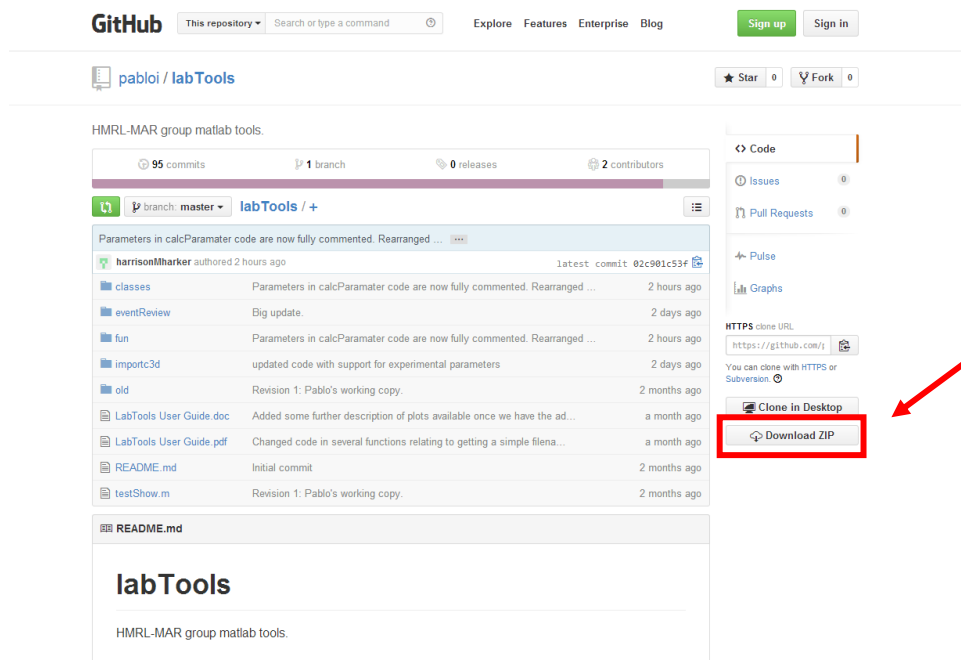 GitHub This repository Search or type a command Explore Features Enterprise Blog Sign up Sign in
pabloi / labTools Star 0 Fork 0
HMRL-MAR group matlab tools.
95 commits 1 branch 0 releases 2 contributors
branch: master labTools / +
Parameters in calcParamater code are now fully commented. Rearranged ... ...
harrisonMharker authored 2 hours ago latest commit 02c901c53f
classes Parameters in calcParamater code are now fully commented. Rearranged ... 2 hours ago
eventReview Big update. 2 days ago
fun Parameters in calcParamater code are now fully commented. Rearranged ... 2 hours ago
importc3d updated code with support for experimental parameters 2 days ago
old Revision 1: Pablo's working copy. 2 months ago
LabTools User Guide.doc Added some further description of plots available once we have the ad... a month ago
LabTools User Guide.pdf Changed code in several functions relating to getting a simple filena... a month ago
README.md Initial commit 2 months ago
testShow.m Revision 1: Pablo's working copy. 2 months ago
README.md
labTools
HMRL-MAR group matlab tools.
Code
Issues 0
Pull Requests 0
Pulse
Graphs
HTTPS clone URL
https://github.com/p
You can clone with HTTPS or
Subversion.
Clone in Desktop
Download ZIP